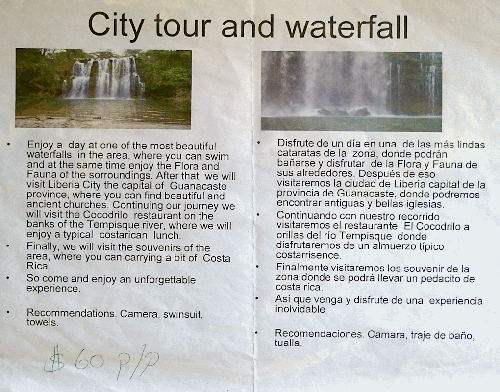 City tour and waterfall
• Enjoy a day at one of the most beautiful
waterfalls in the area, where you can swim
and at the same time enjoy the Flora and
Fauna of the sorroundings. After that we will
visit Liberia City the capital of Guanacaste
province, where you can find beautiful and
ancient churches. Continuing our journey we
will visit the Cocodrilo restaurant on the
banks of the Tempisque river, where we will
enjoy a typical costarican lunch.
• Finally, we will visit the souvenirs of the
area, where you can carrying a bit of Costa
Rica.
• So come and enjoy an unforgettable
experience.
• Recommendations. Camera, swinsuit,
towels.
$ 60 p/p
• Disfrute de un día en una de las más lindas
cataratas de la zona, donde podrán
bañarse y disfrutar de la Flora y Fauna de
sus alrededores. Después de eso
visitaremos la ciudad de Liberia capital de la
provincia de Guanacaste, donde podremos
encontrar antiguas y bellas iglesias.
• Continuando con nuestro recorrido
visitaremos el restaurante El Cocodrilo a
orillas del río Tempisque donde
disfrutaremos de un almuerzo típico
costarrisence.
• Finalmente visitaremos los souvenir de la
zona donde se podrá llevar un pedacito de
costa rica.
• Asi que venga y disfrute de una experiencia
inolvidable
• Recomendaciones. Camara, traje de baño,
tualla.